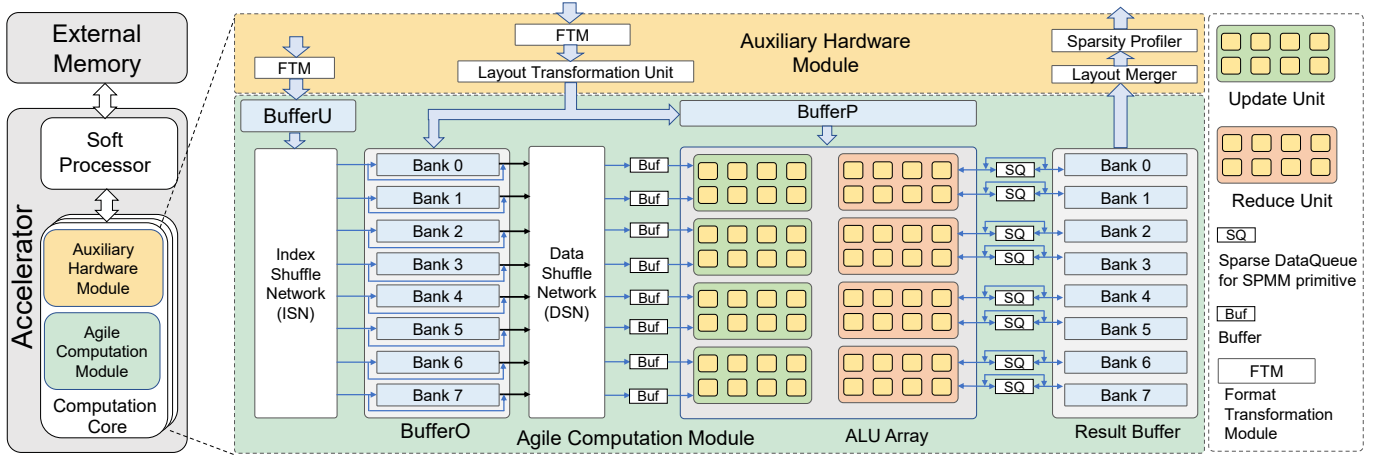 External
Memory
Soft
Processor
Accelerator
Auxiliary
Hardware
Module
Agile
Computation
Module
Computation
Core
FTM
FTM
Layout Transformation Unit
Auxiliary Hardware
Module
Sparsity Profiler
Layout Merger
BufferU
BufferP
Index
Shuffle
Network
(ISN)
Bank 0
Bank 1
Bank 2
Bank 3
Bank 4
Bank 5
Bank 6
Bank 7
BufferO
Data
Shuffle
Network
(DSN)
Buf
Buf
Buf
Buf
Buf
Buf
Buf
Buf
Agile Computation Module
ALU Array
SQ
SQ
SQ
SQ
SQ
SQ
SQ
SQ
Bank 0
Bank 1
Bank 2
Bank 3
Bank 4
Bank 5
Bank 6
Bank 7
Result Buffer
Update Unit
Reduce Unit
SQ
Sparse DataQueue
for SPMM primitive
Buf
Buffer
FTM
Format
Transformation
Module